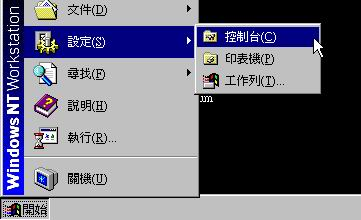 Windows NT Workstation
文件(D)
設定(S)
尋找(F)
說明(H)
執行(R)...
關機(U)
控制台(C)
印表機(P)
工作列(T)...
開始